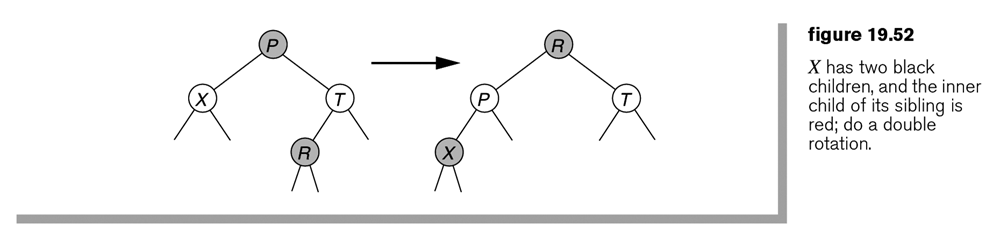 P
R
X
T
P
T
R
X
figure 19.52
X has two black
children, and the inner
child of its sibling is
red; do a double
rotation.